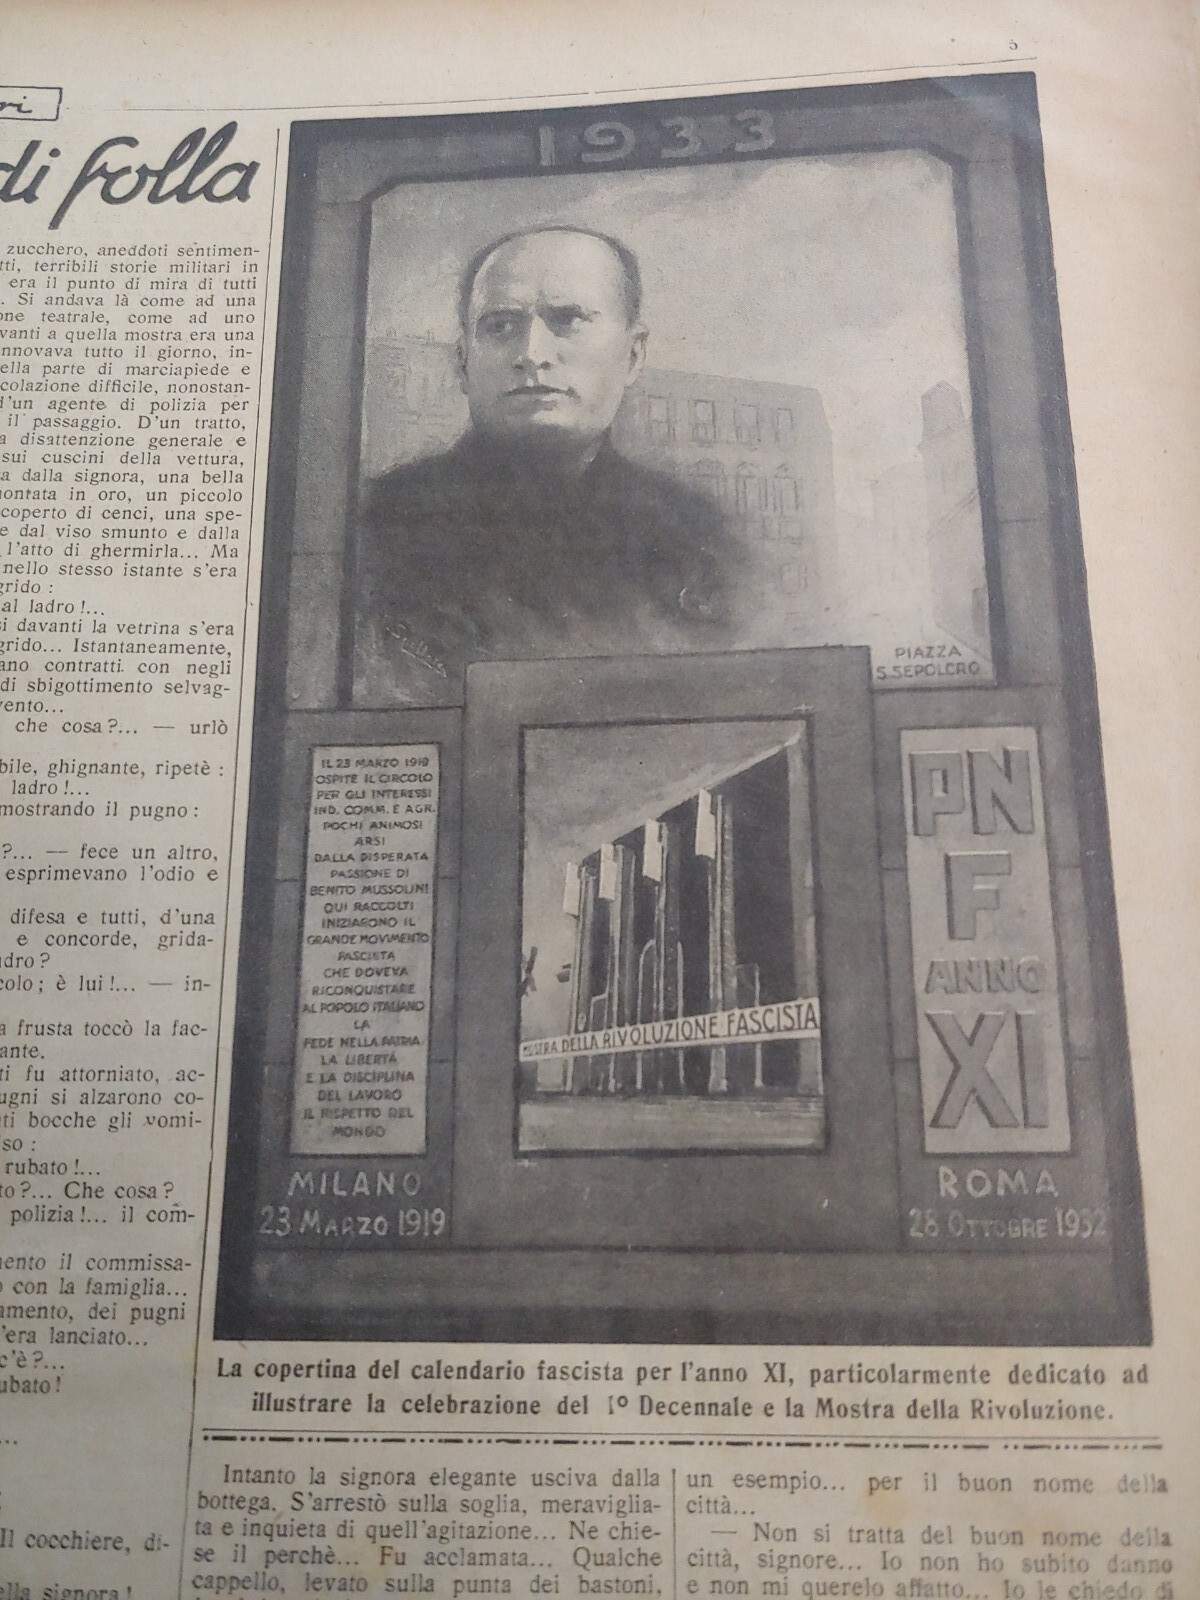 5
ri
di folla
zucchero, aneddoti sentimen-
tti, terribili storie militari in
era il punto di mira di tutti
. Si andava là come ad una
one teatrale, come ad uno
vanti a quella mostra era una
nnovava tutto il giorno, in-
ella parte di marciapiede e
colazione difficile, nonostan-
d'un agente di polizia per
il passaggio. D'un tratto,
a disattenzione generale e
sui cuscini della vettura,
ta dalla signora, una bella
montata in oro, un piccolo
coperto di cenci, una spe-
e dal viso smunto e dalla
l'atto di ghermirla... Ma
nello stesso istante s'era
grido :
al ladro !...
si davanti la vetrina s'era
grido... Istantaneamente,
ano contratti con negli
di sbigottimento selvag-
vento...
che cosa ?... — urlò
bile, ghignante, ripetè :
ladro !...
mostrando il pugno :
?... — fece un altro,
esprimevano l'odio e
difesa e tutti, d'una
e concorde, grida-
adro ?
colo ; è lui !... — in-
a frusta toccò la fac-
ante.
ti fu attorniato, ac-
ugni si alzarono co-
ti bocche gli vomi-
so :
rubato !...
to ?... Che cosa ?
polizia !... il com-
mento il commissa-
o con la famiglia...
amento, dei pugni
'era lanciato...
c'è ?...
ubato !
...
Il cocchiere, di-
ella signora !
1933
PIAZZA
S. SEPOLCRO
IL 23 MARZO 1919
OSPITE IL CIRCOLO
PER GLI INTERESSI
IND. COMM. E AGR.
POCHI ANIMOSI
ARSI
DALLA DISPERATA
PASSIONE DI
BENITO MUSSOLINI
QUI RACCOLTI
INIZIARONO IL
GRANDE MOVIMENTO
FASCISTA
CHE DOVEVA
RICONQUISTARE
AL POPOLO ITALIANO
LA
FEDE NELLA PATRIA
LA LIBERTÀ
E LA DISCIPLINA
DEL LAVORO
IL RISPETTO DEL
MONDO
MILANO
23 MARZO 1919
MOSTRA DELLA RIVOLUZIONE FASCISTA
PN
F
ANNO
XI
ROMA
28 OTTOBRE 1932
La copertina del calendario fascista per l'anno XI, particolarmente dedicato ad
illustrare la celebrazione del 1° Decennale e la Mostra della Rivoluzione.
Intanto la signora elegante usciva dalla
bottega. S'arrestò sulla soglia, meraviglia-
ta e inquieta di quell'agitazione... Ne chie-
se il perchè... Fu acclamata... Qualche
cappello, levato sulla punta dei bastoni,
un esempio... per il buon nome della
città...
— Non si tratta del buon nome della
città, signore... Io non ho subito danno
e non mi querelo affatto... Io le chiedo di